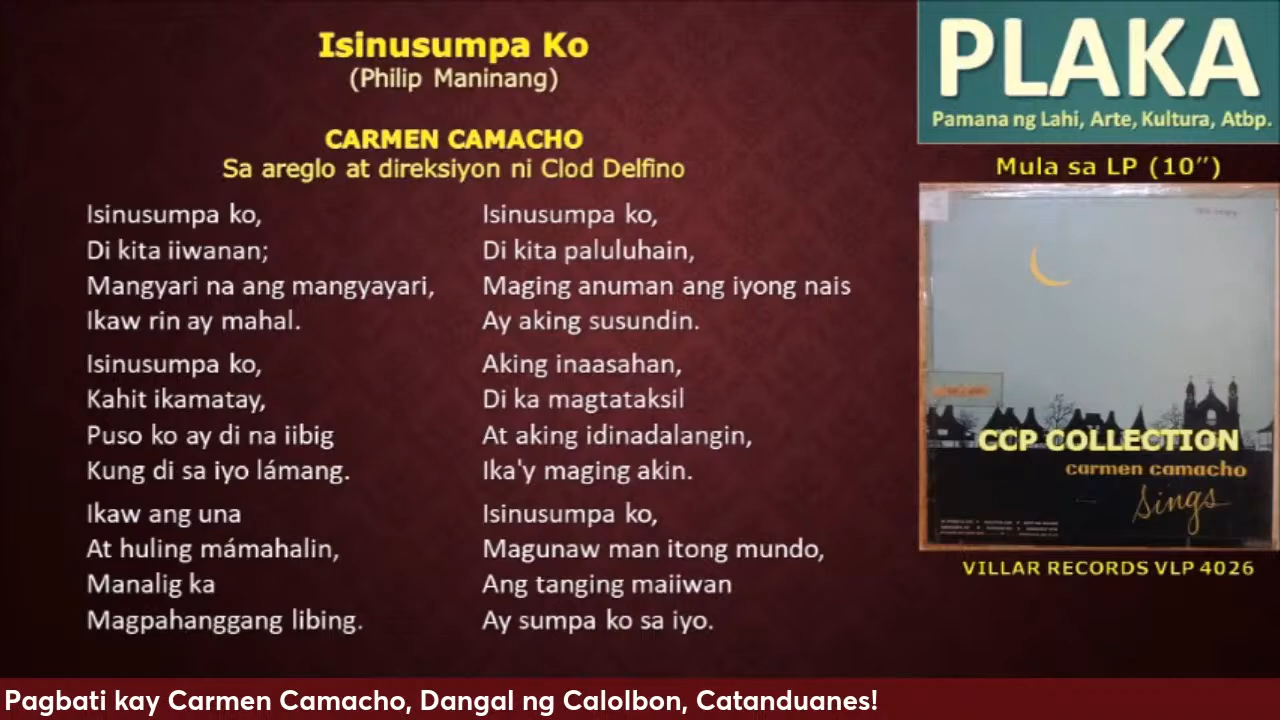 Isinusumpa Ko
(Philip Maninang)
CARMEN CAMACHO
Sa areglo at direksiyon ni Clod Delfino
Isinusumpa ko,
Di kita iiwanan;
Mangyari na ang mangyayari,
Ikaw rin ay mahal.
Isinusumpa ko,
Kahit ikamatay,
Puso ko ay di na iibig
Kung di sa iyo lámang.
Ikaw ang una
At huling mámahalin,
Manalig ka
Magpahanggang libing.
Isinusumpa ko,
Di kita paluluhain,
Maging anuman ang iyong nais
Ay aking susundin.
Aking inaasahan,
Di ka magtataksil
At aking idinadalangin,
Ika'y maging akin.
Isinusumpa ko,
Magunaw man itong mundo,
Ang tanging maiiwan
Ay sumpa ko sa iyo.
PLAKA
Pamana ng Lahi, Arte, Kultura, Atbp.
Mula sa LP (10”)
CCP COLLECTION
carmen camacho
sings
VILLAR RECORDS VLP 4026
Pagbati kay Carmen Camacho, Dangal ng Calolbon, Catanduanes!